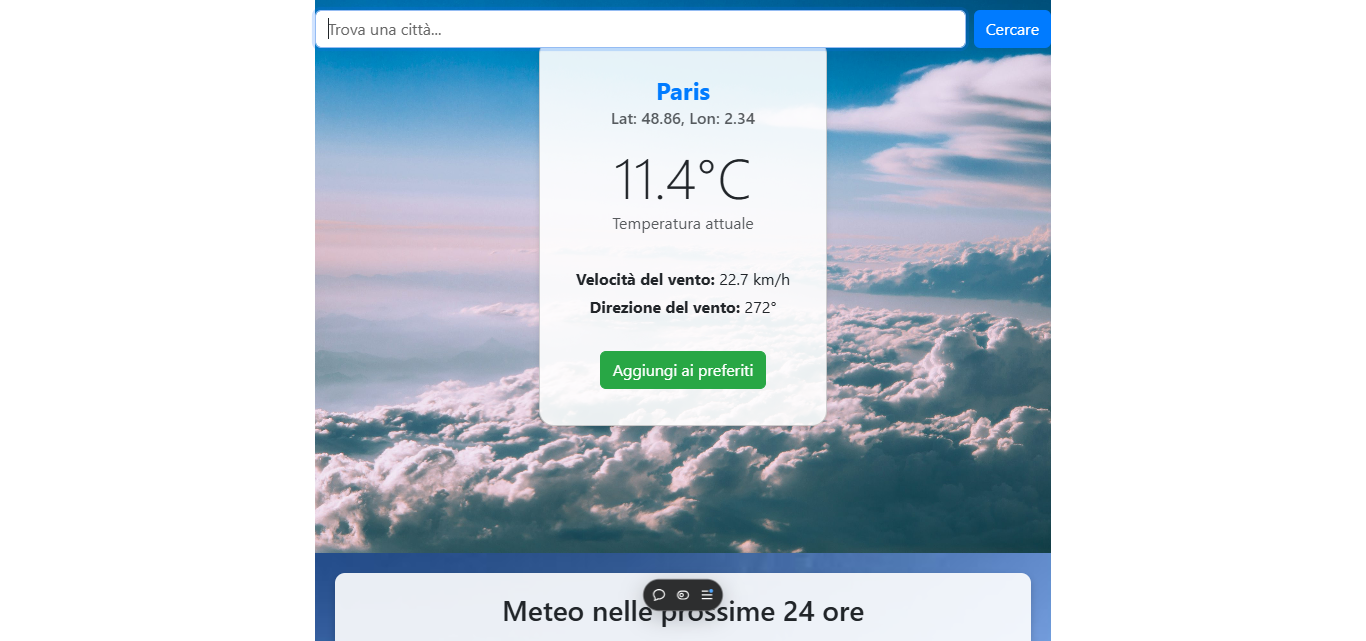 Trova una città...
Cercare
Paris
Lat: 48.86, Lon: 2.34
11.4°C
Temperatura attuale
Velocità del vento: 22.7 km/h
Direzione del vento: 272°
Aggiungi ai preferiti
Meteo nelle prossime 24 ore